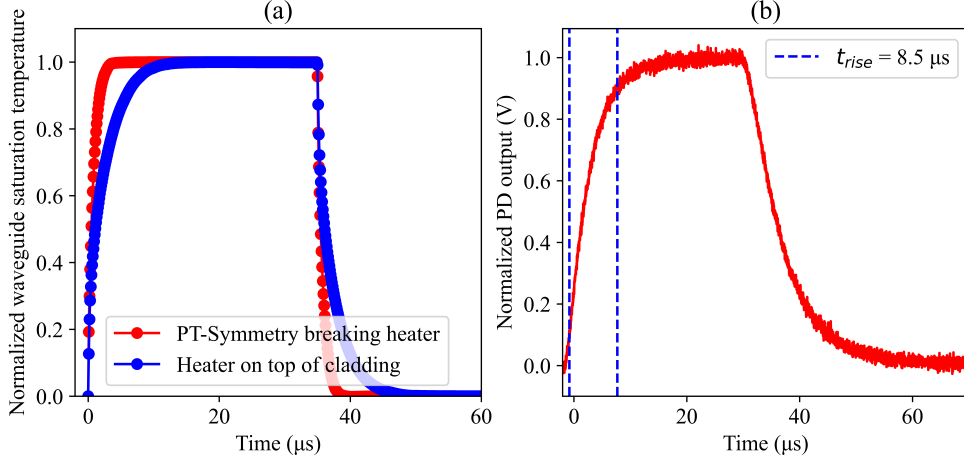 (a)
Normalized waveguide saturation temperature
1.0
0.8
0.6
0.4
0.2
0.0
PT-Symmetry breaking heater
Heater on top of cladding
0
20
40
60
Time (μs)
(b)
Normalized PD output (V)
1.0
0.8
0.6
0.4
0.2
0.0
t_rise = 8.5 μs
0
20
40
60
Time (μs)